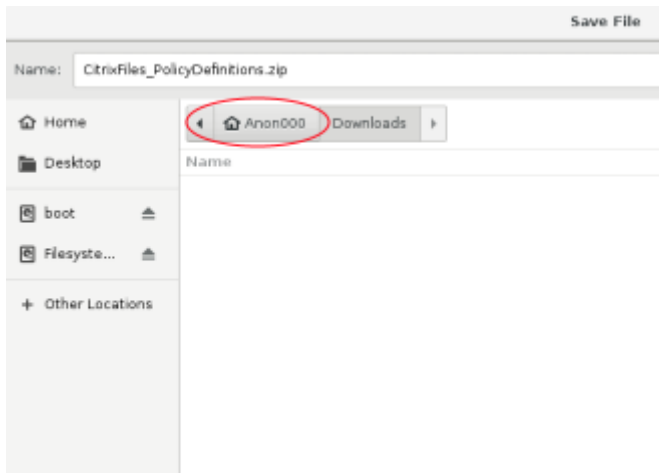 Save File
Name: CitrixFiles_PolicyDefinitions.zip
Home
Anon000 Downloads
Desktop
Name
boot
Filesyste...
+ Other Locations